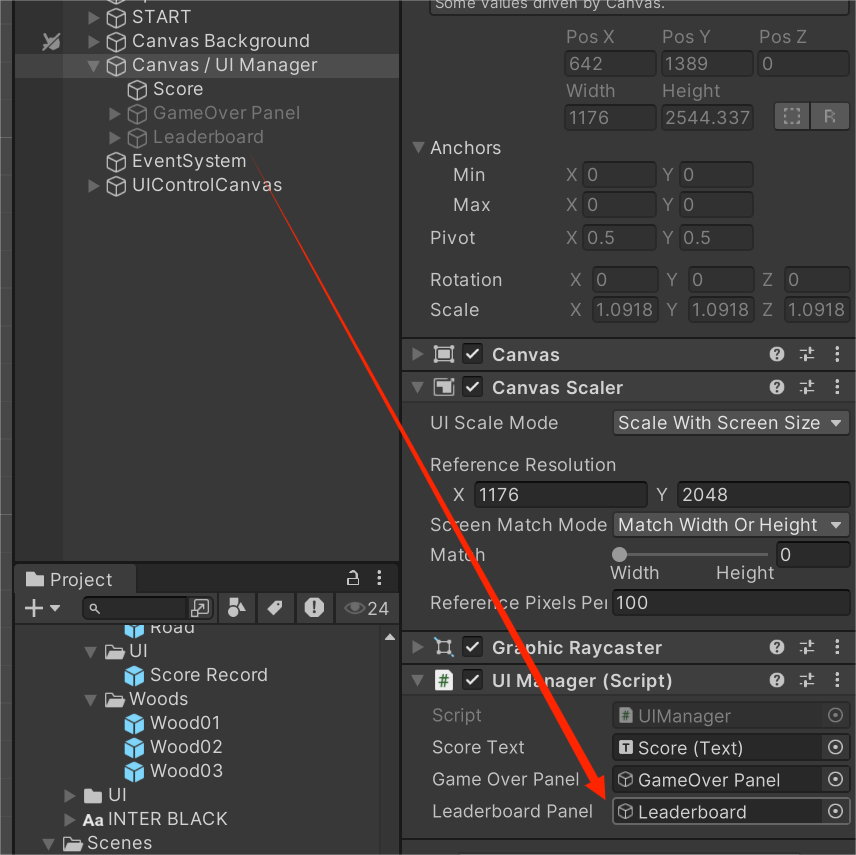 START
Canvas Background
Canvas / UI Manager
Score
GameOver Panel
Leaderboard
EventSystem
UIControlCanvas
Project
24
Road
UI
Score Record
Woods
Wood01
Wood02
Wood03
UI
Aa INTER BLACK
Scenes
Some values driven by Canvas.
Pos X Pos Y Pos Z
642 1389 0
Width Height
1176 2544.337 R
Anchors
Min X 0 Y 0
Max X 0 Y 0
Pivot X 0.5 Y 0.5
Rotation X 0 Y 0 Z 0
Scale X 1.0918 Y 1.0918 Z 1.0918
Canvas
Canvas Scaler
UI Scale Mode Scale With Screen Size
Reference Resolution
X 1176 Y 2048
Screen Match Mode Match Width Or Height
Match 0
Width Height
Reference Pixels Per 100
Graphic Raycaster
# UI Manager (Script)
Script # UIManager
Score Text T Score (Text)
Game Over Panel GameOver Panel
Leaderboard Panel Leaderboard